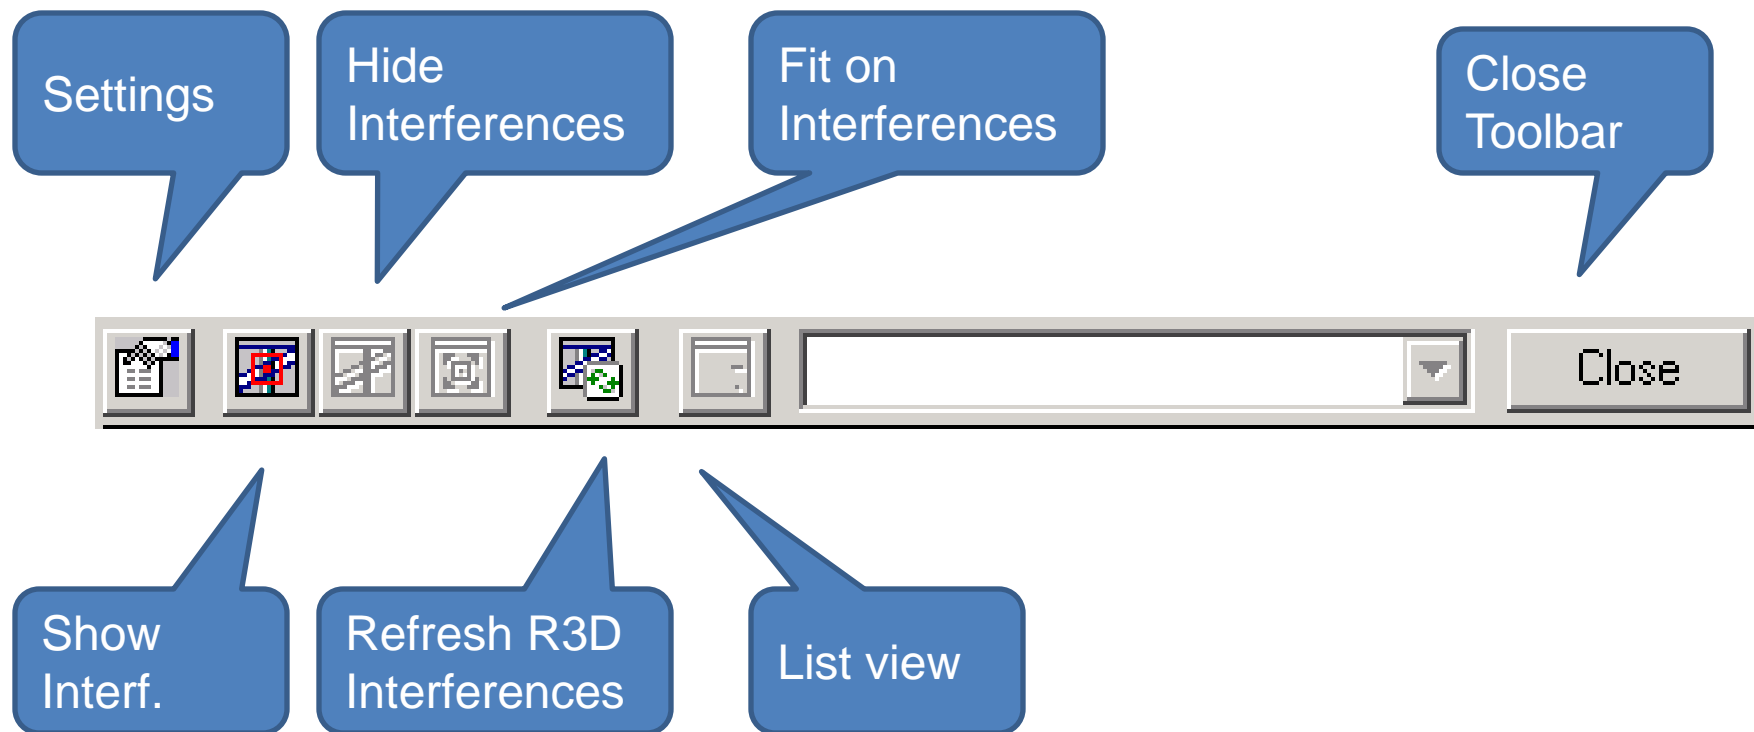 Settings
Hide
Interferences
Fit on
Interferences
Close
Toolbar
Close
Show
Interf.
Refresh R3D
Interferences
List view